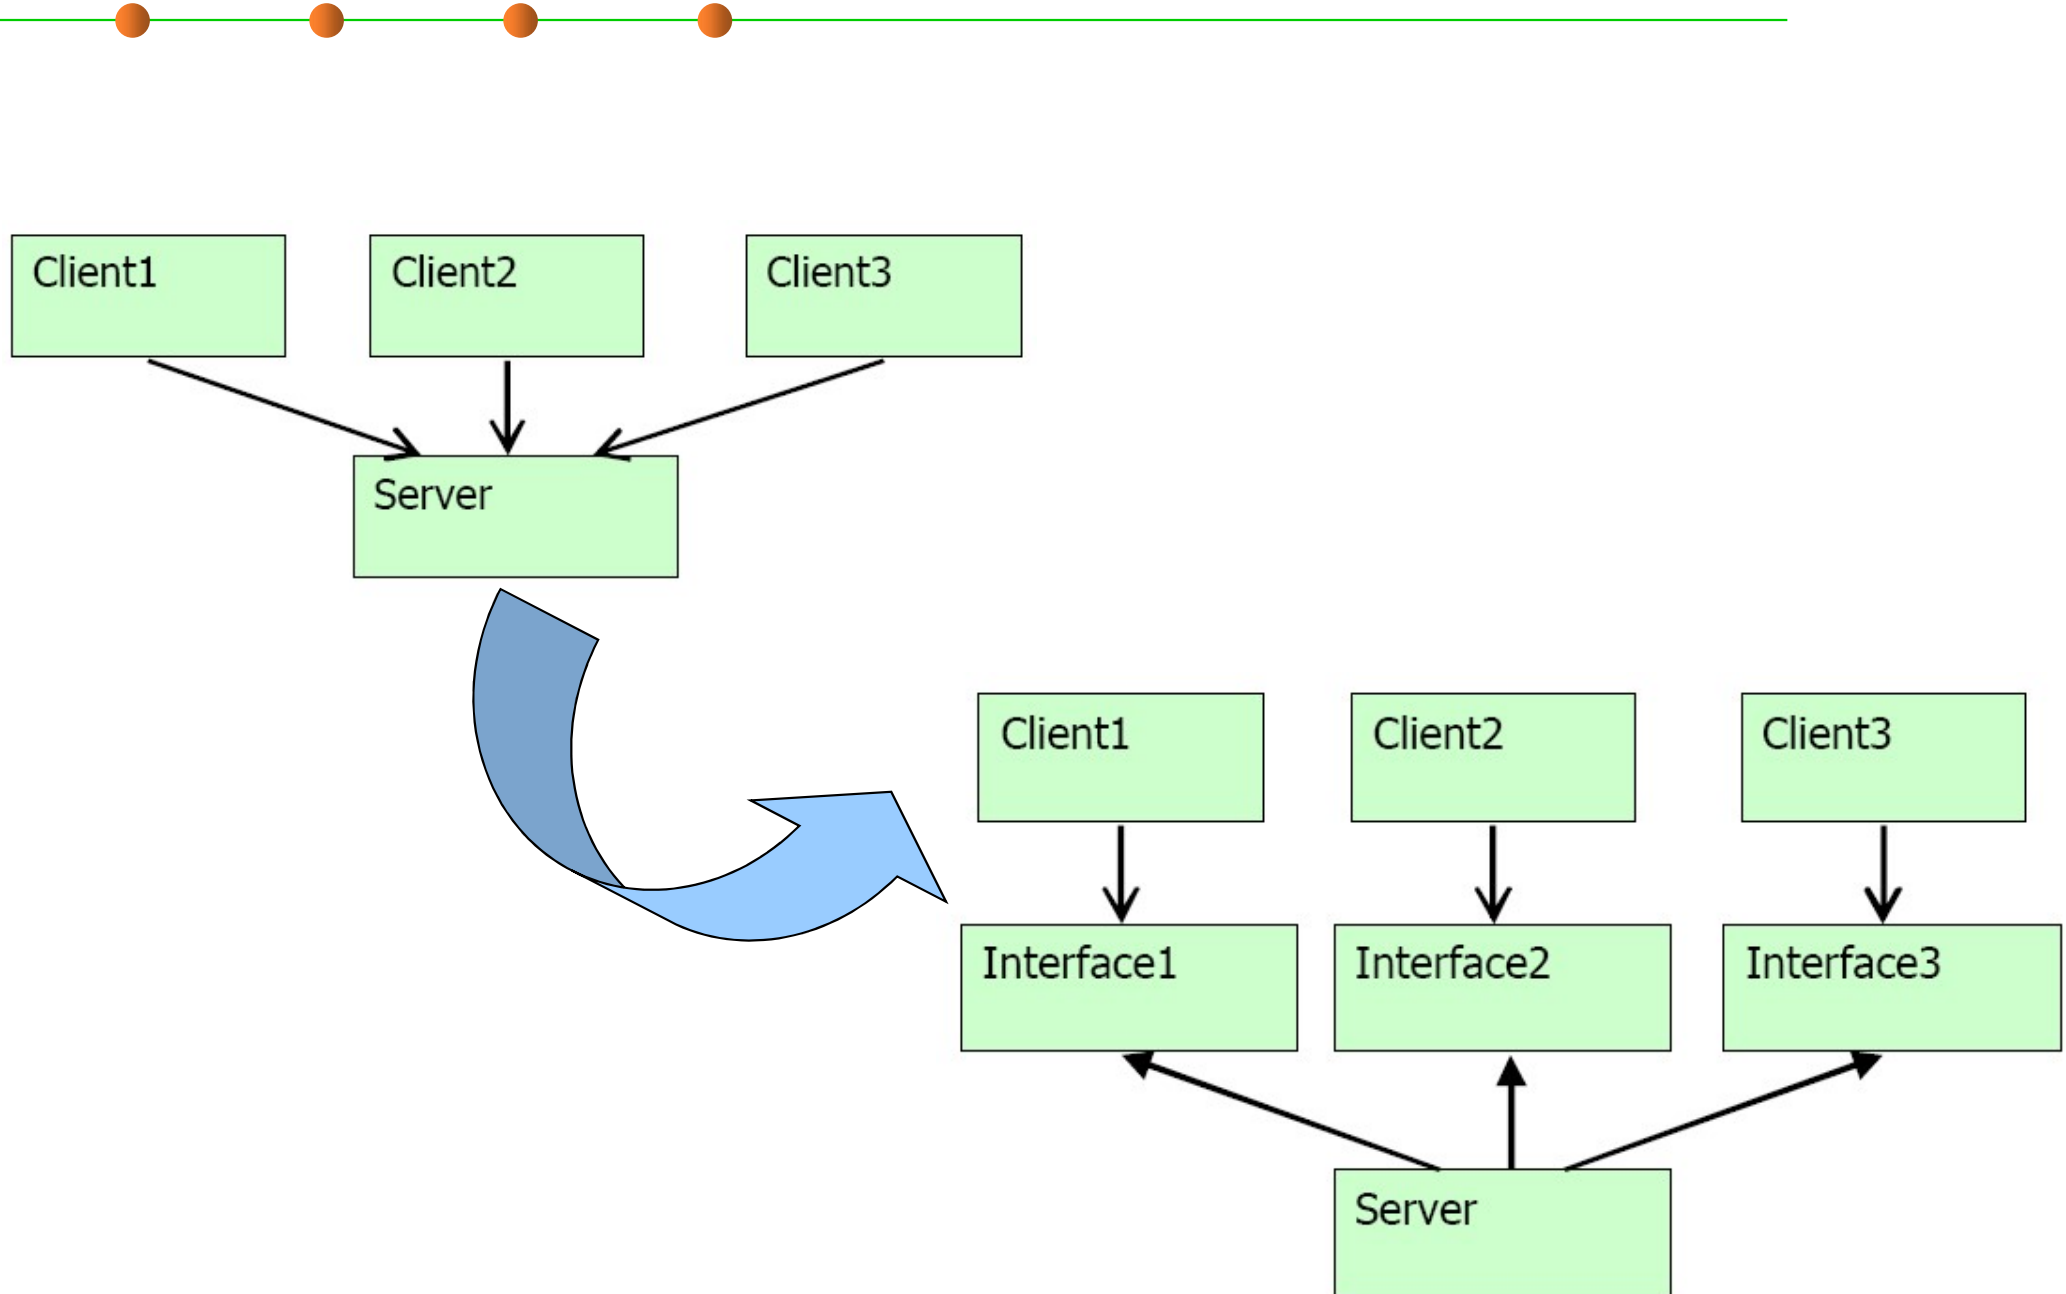 Client1
Client2
Client3
Server
Client1
Client2
Client3
Interface1
Interface2
Interface3
Server